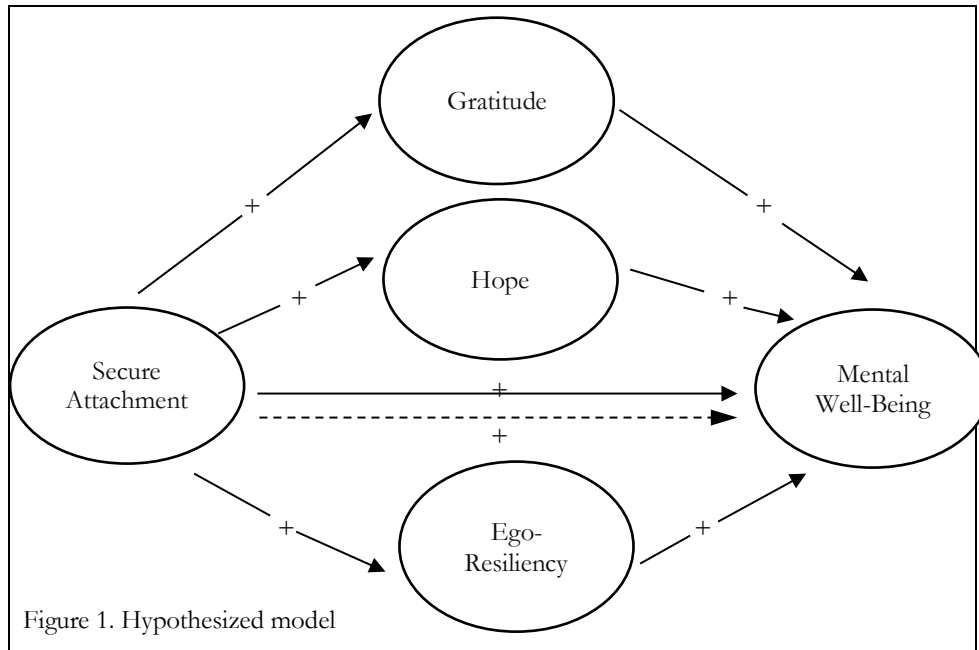 Gratitude
+
+
Hope
+
+
Secure
Attachment
+
+
Mental
Well-Being
+
Ego-
Resiliency
+
Figure 1. Hypothesized model